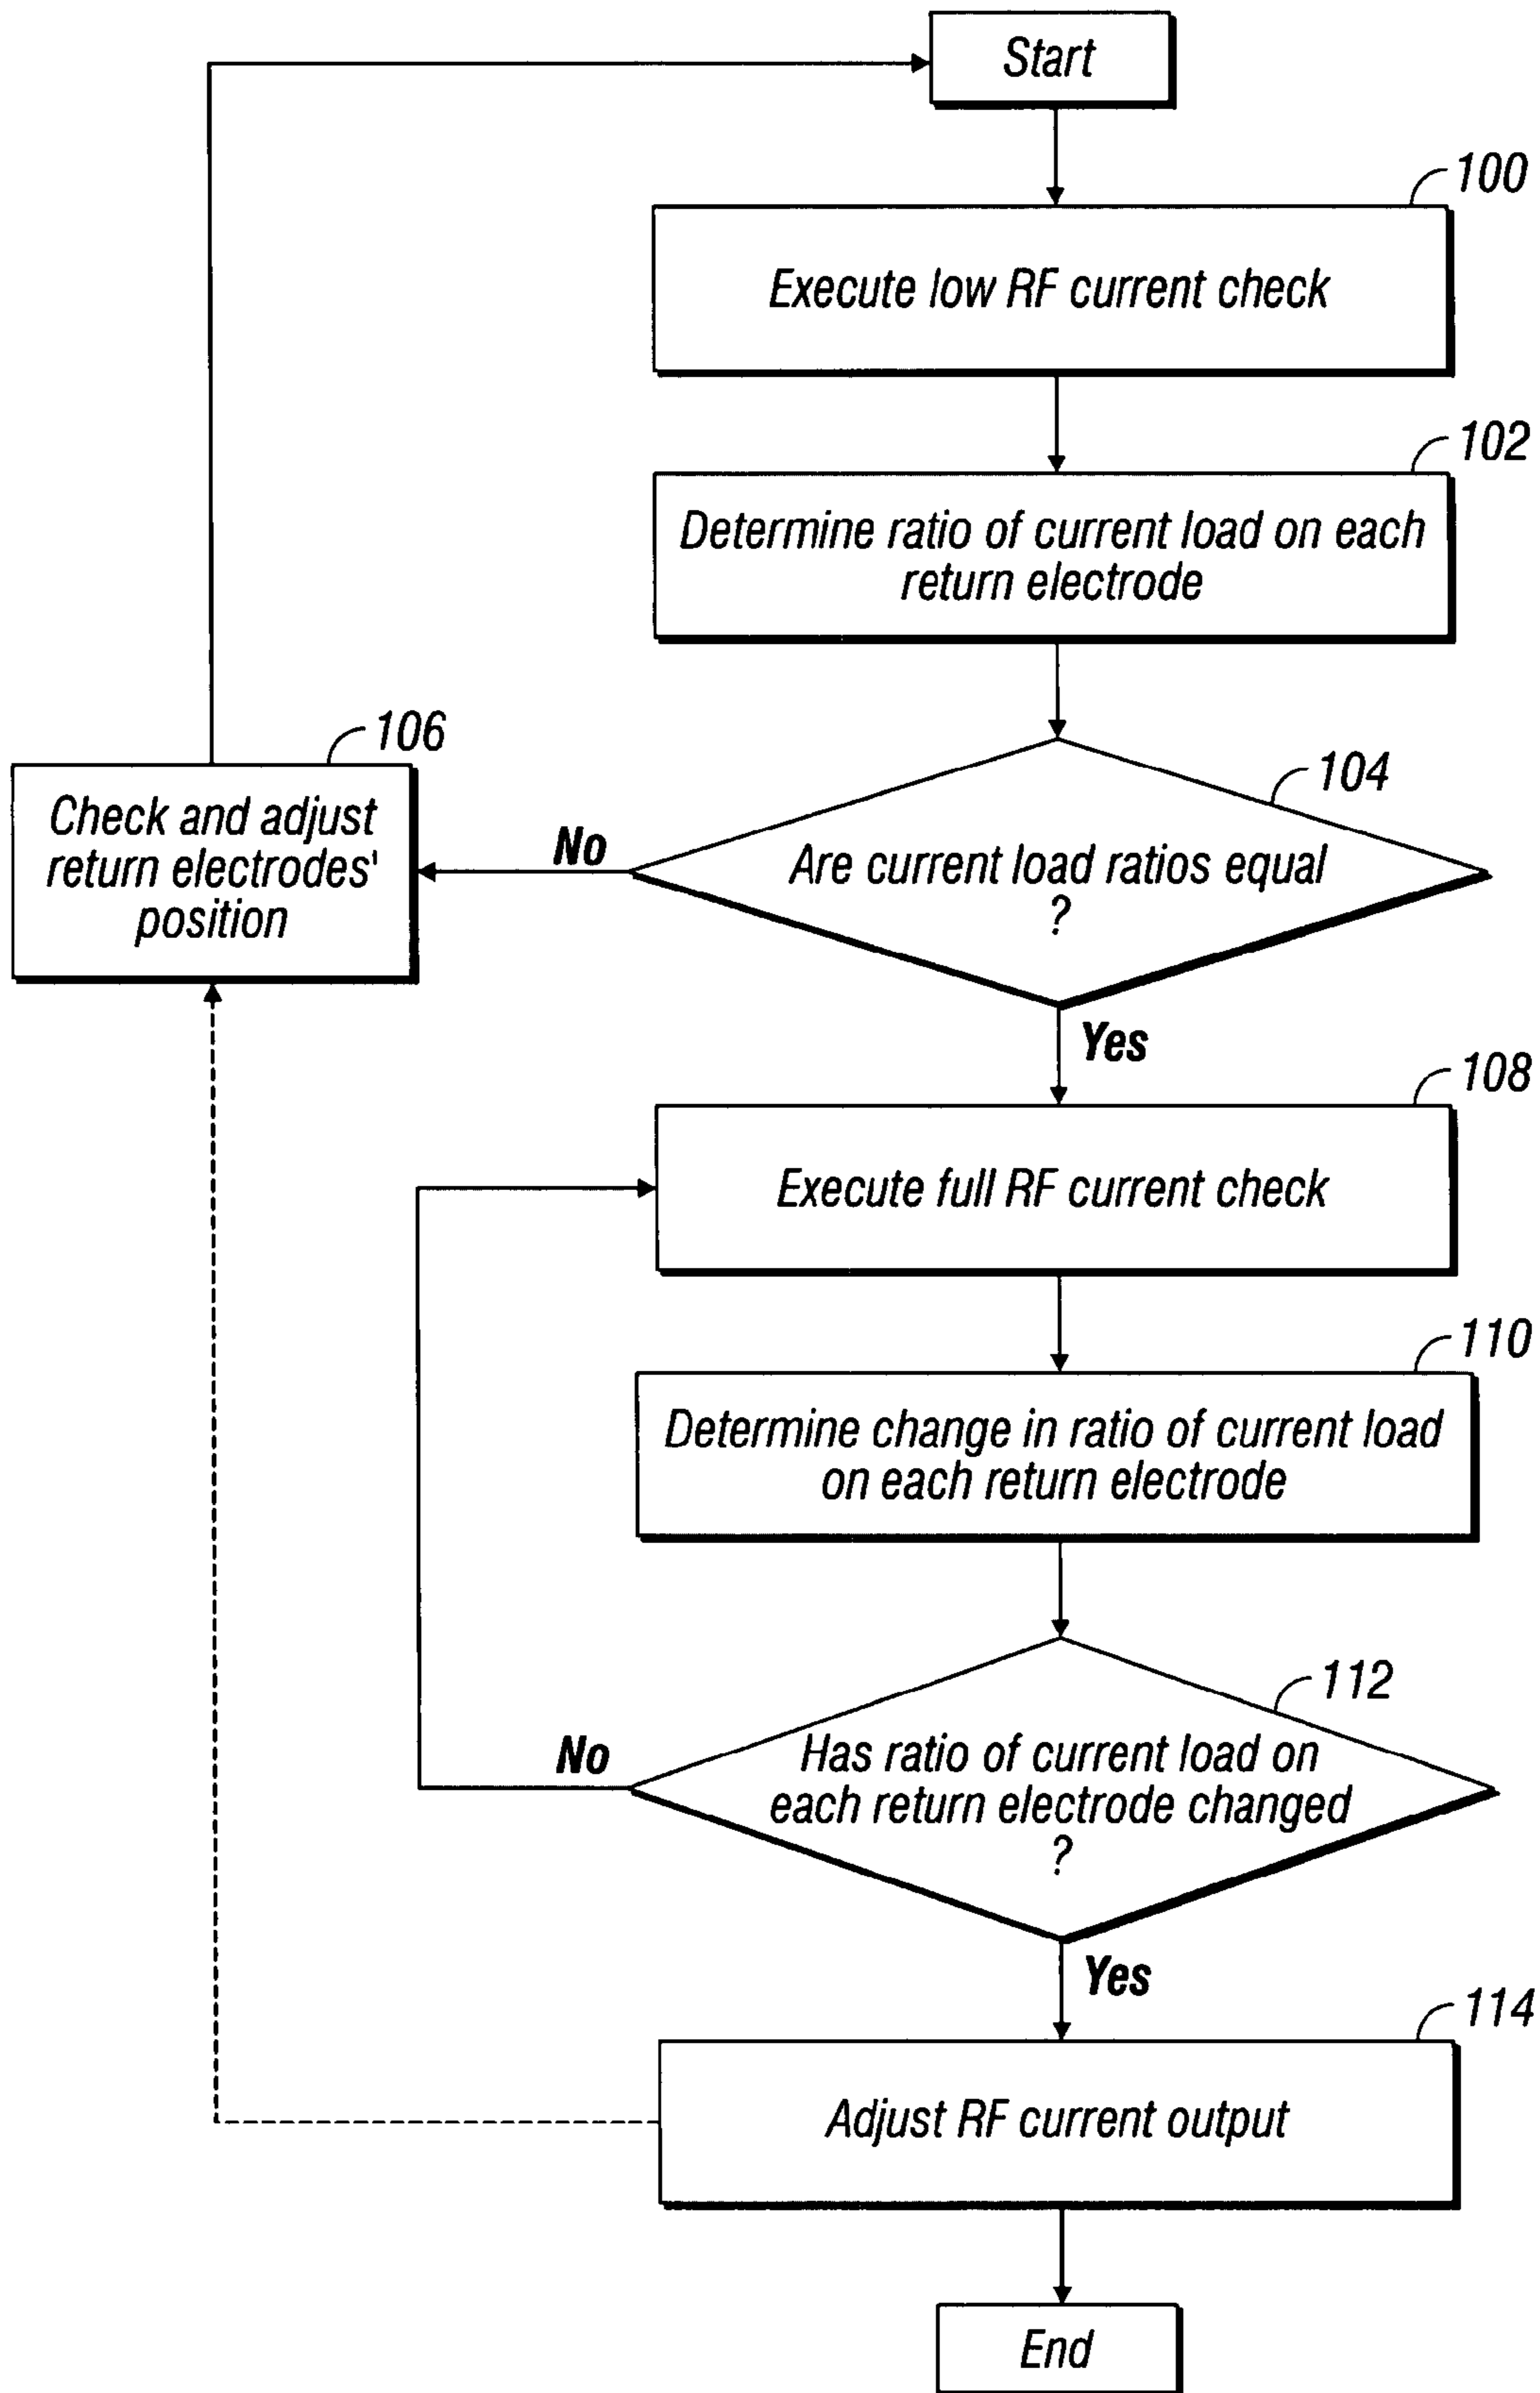 Start
100
Execute low RF current check
102
Determine ratio of current load on each
return electrode
106
Check and adjust
return electrodes'
position
104
No
Are current load ratios equal
?
Yes
108
Execute full RF current check
110
Determine change in ratio of current load
on each return electrode
112
No
Has ratio of current load on
each return electrode changed
?
Yes
114
Adjust RF current output
End